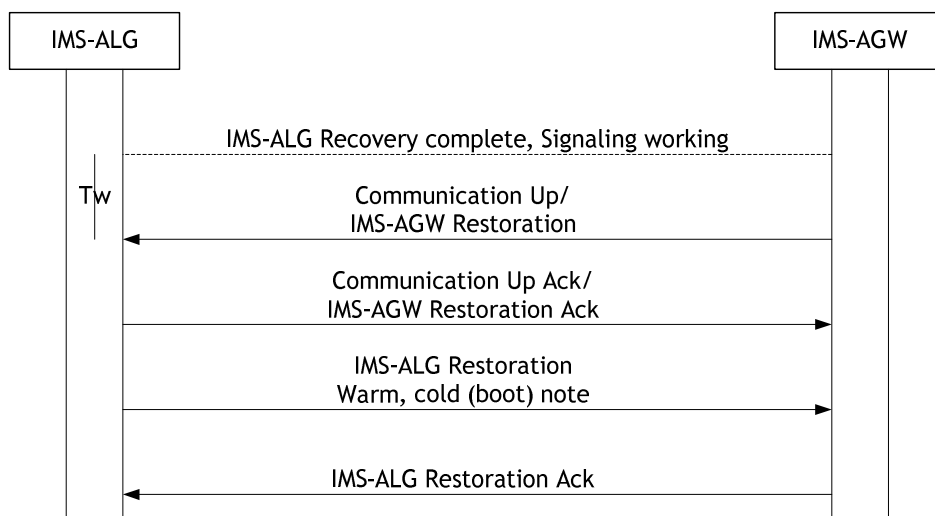 IMS-ALG
IMS-AGW
IMS-ALG Recovery complete, Signaling working
Tw
Communication Up/
IMS-AGW Restoration
Communication Up Ack/
IMS-AGW Restoration Ack
IMS-ALG Restoration
Warm, cold (boot) note
IMS-ALG Restoration Ack